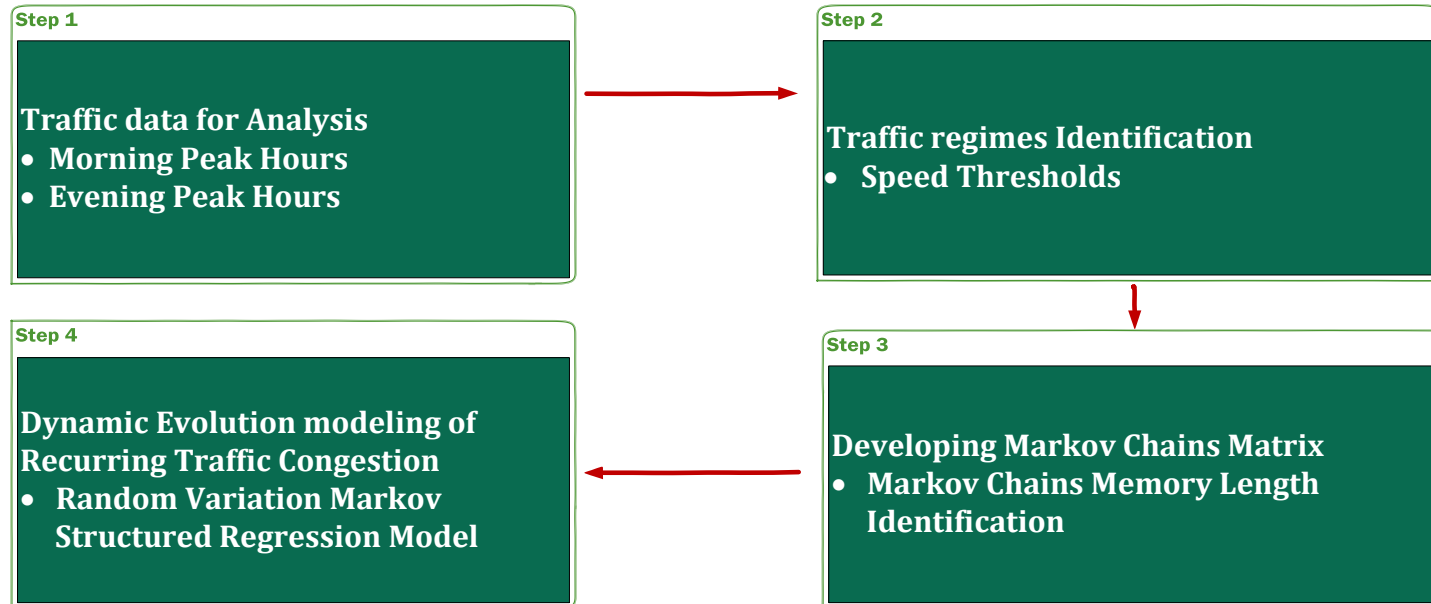 Step 1
Traffic data for Analysis
• Morning Peak Hours
• Evening Peak Hours
Step 2
Traffic regimes Identification
• Speed Thresholds
Step 3
Developing Markov Chains Matrix
• Markov Chains Memory Length
Identification
Step 4
Dynamic Evolution modeling of
Recurring Traffic Congestion
• Random Variation Markov
Structured Regression Model